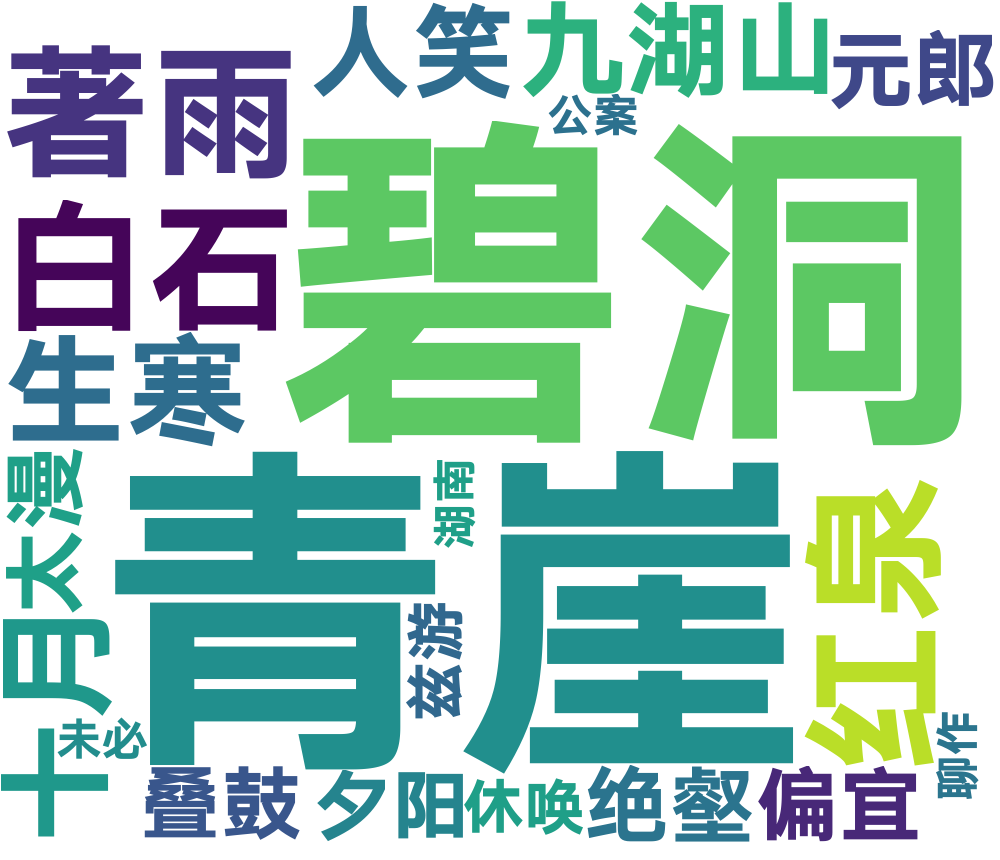 人笑
九湖山
元郎
著雨
公案
碧洞
白石
生寒
青崖
湖南
太漫
红泉
兹游
十月
未必
聊作
叠鼓
夕阳
休唤
绝壑
偏宜